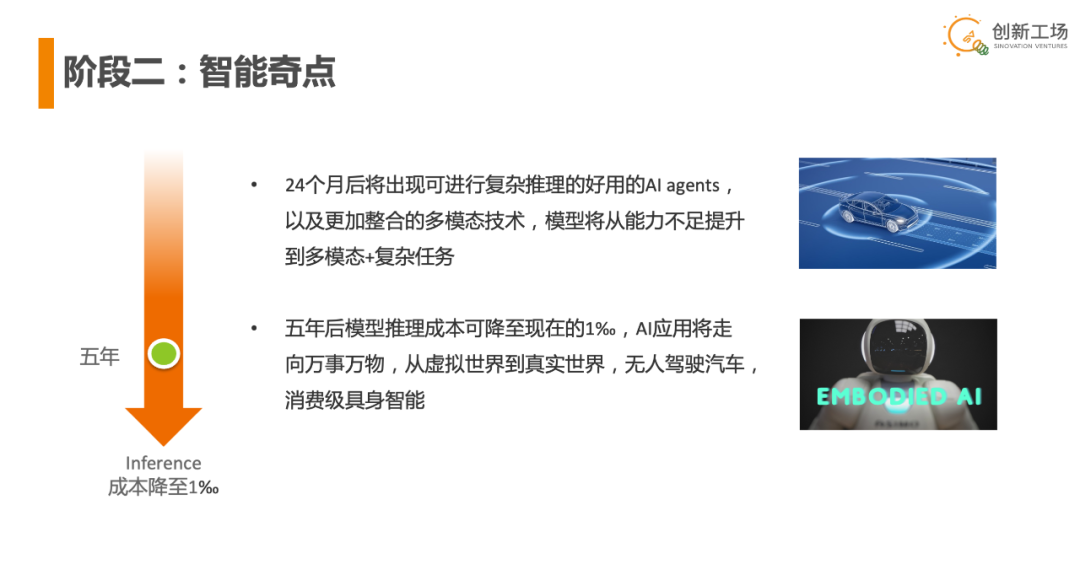 创新工场
SINOVATION VENTURES
阶段二：智能奇点
• 24个月后将出现可进行复杂推理的好用的AI agents，
以及更加整合的多模态技术，模型将从能力不足提升
到多模态+复杂任务
• 五年后模型推理成本可降至现在的1‰，AI应用将走
向万事万物，从虚拟世界到真实世界，无人驾驶汽车，
消费级具身智能
五年
Inference
成本降至1‰
EMBODIED AI